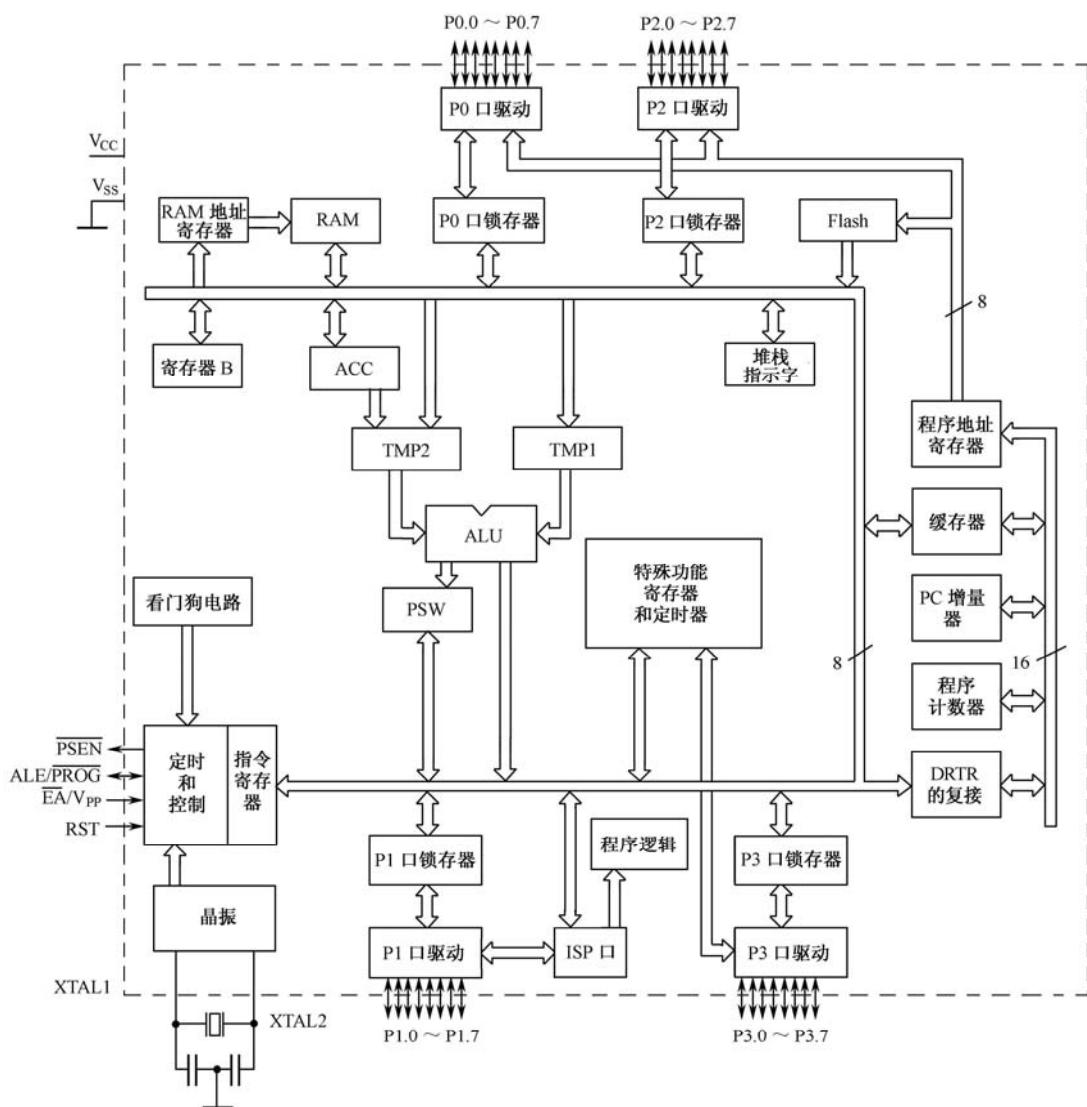 P0.0 ～ P0.7
P2.0 ～ P2.7
P0 口驱动
P2 口驱动
VCC
VSS
RAM 地址
寄存器
RAM
P0 口锁存器
P2 口锁存器
Flash
8
寄存器 B
ACC
堆栈
指示字
程序地址
寄存器
TMP2
TMP1
缓存器
ALU
特殊功能
寄存器
和定时器
看门狗电路
PSW
PC 增量
器
8
16
程序
计数器
PSEN
ALE/PROG
EA/VPP
RST
定时
和
控制
指令
寄存
器
DRTR
的复接
P1 口锁存器
程序逻辑
P3 口锁存器
晶振
P1 口驱动
ISP 口
P3 口驱动
XTAL1
XTAL2
P1.0 ～ P1.7
P3.0 ～ P3.7